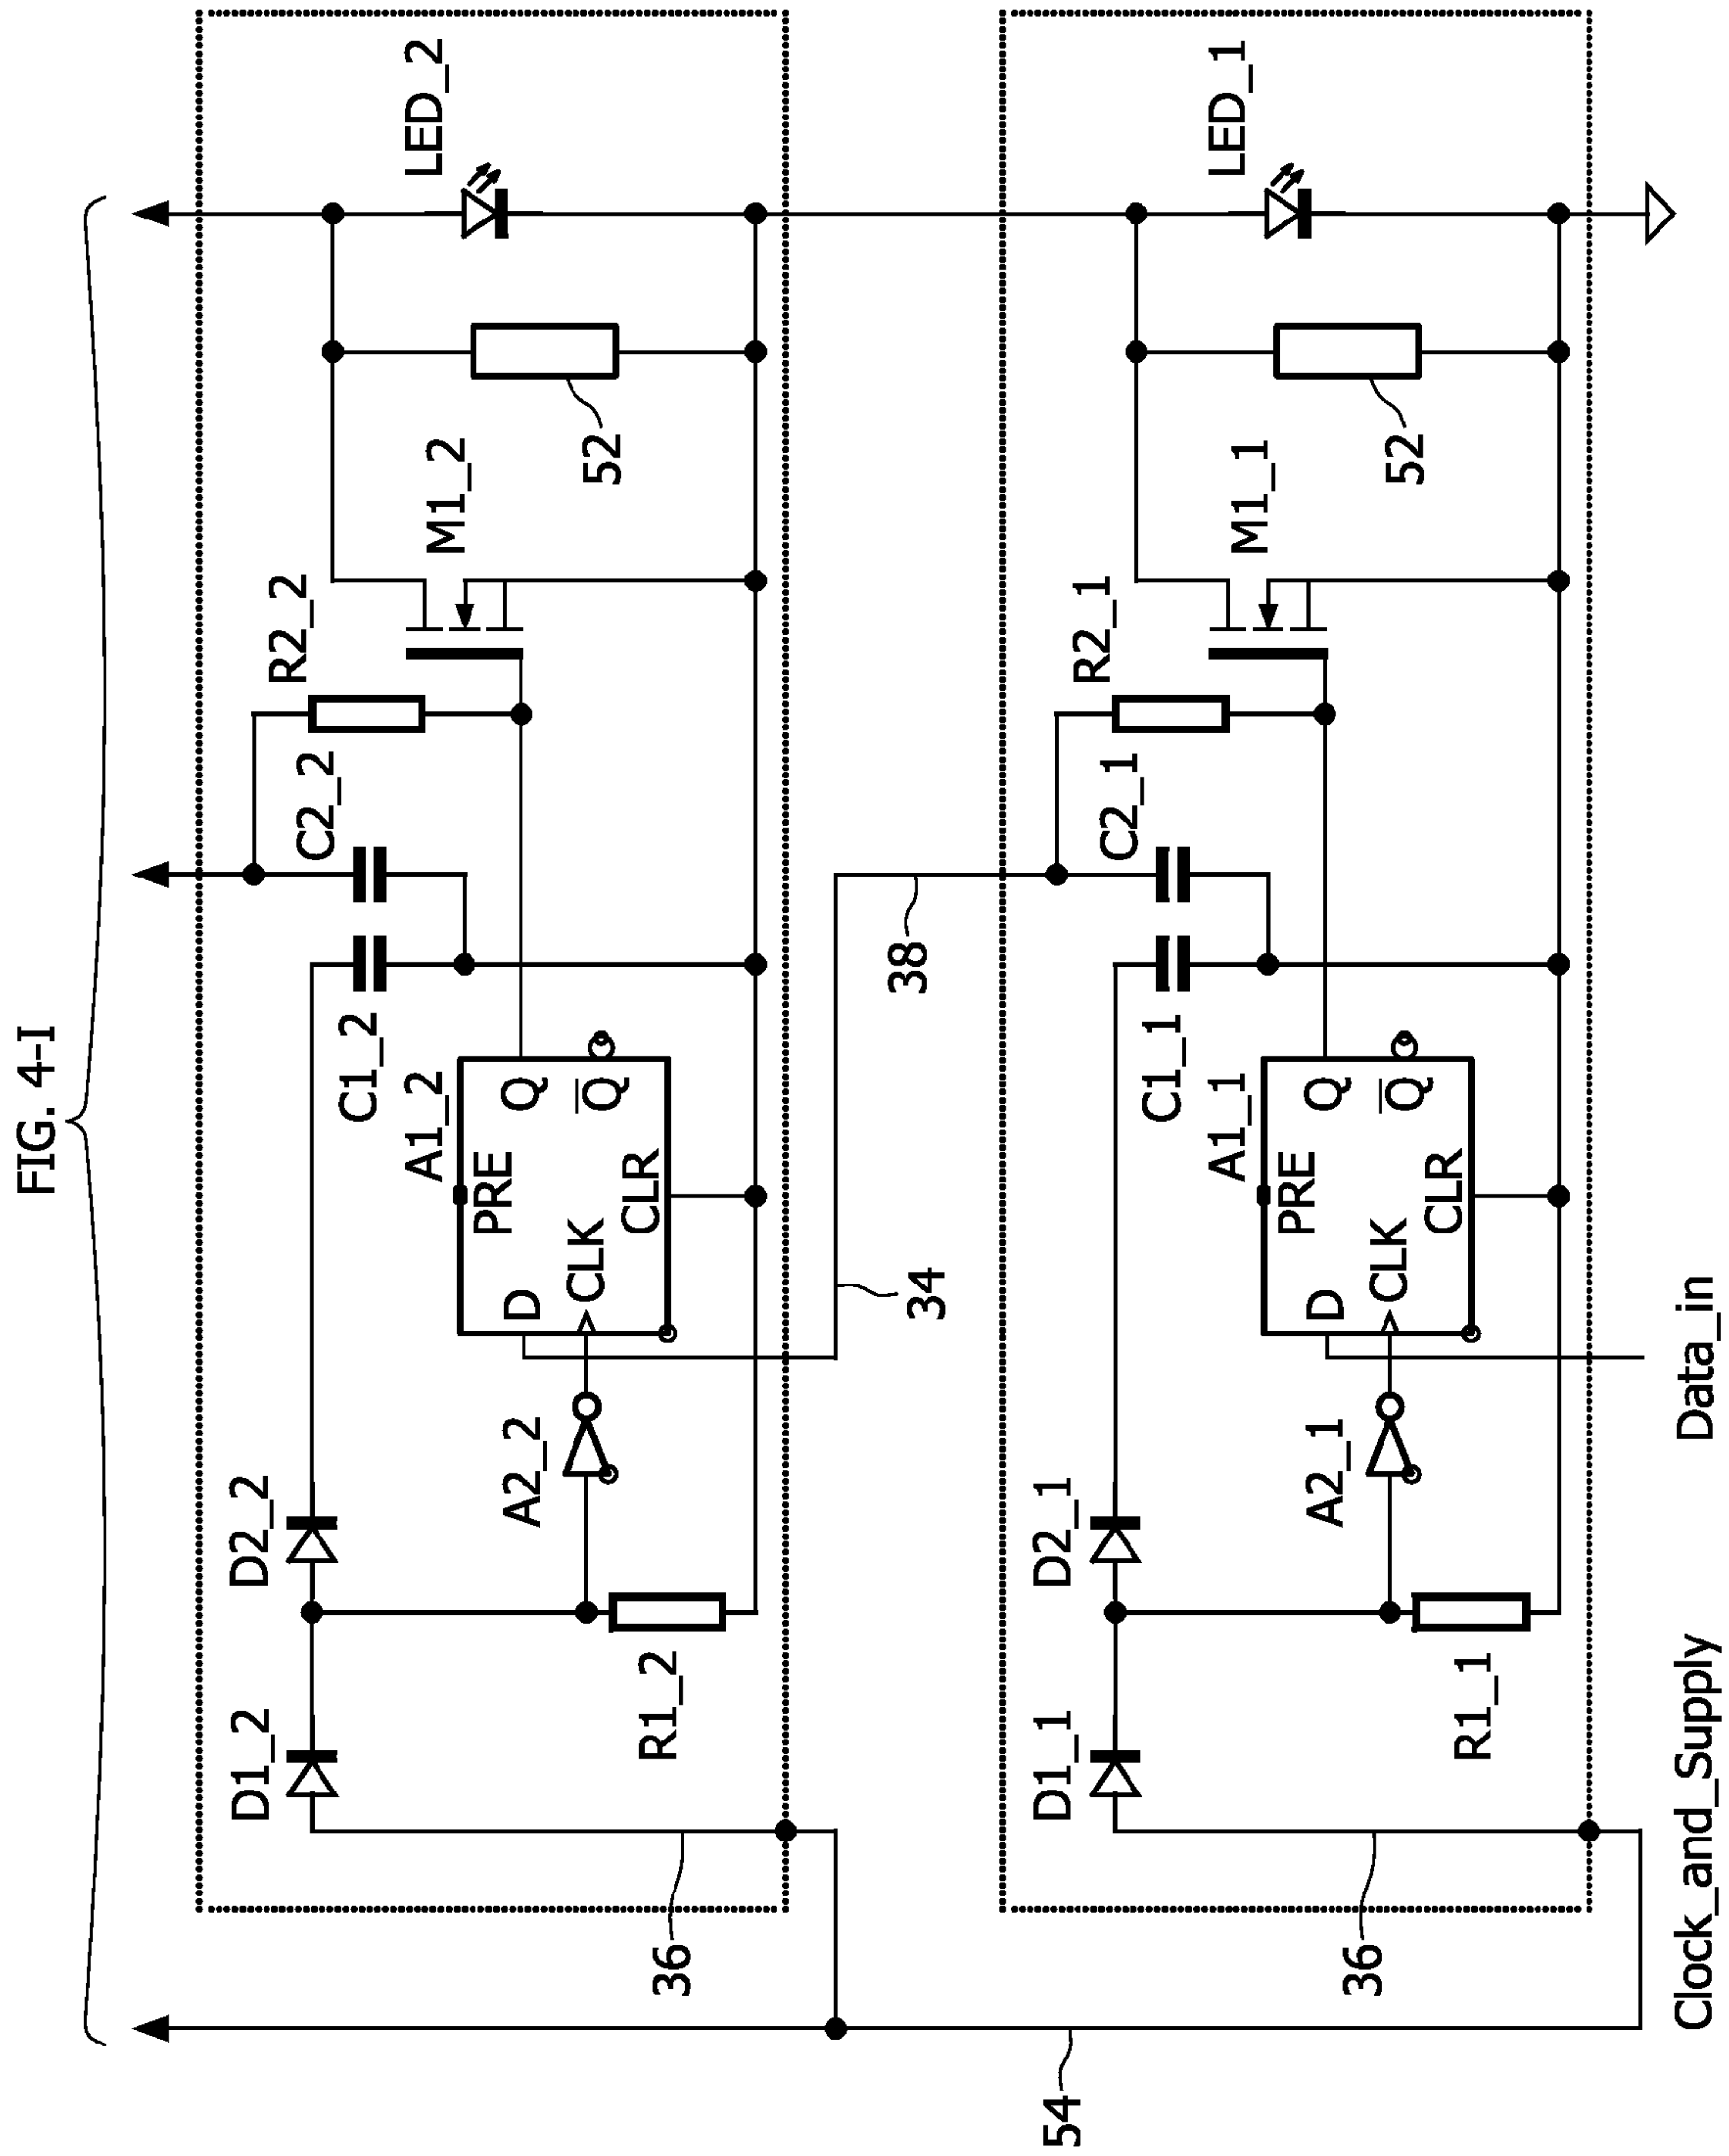 FIG. 4-I
D1_2
D2_2
R1_2
A2_2
36
D
PRE
CLK
CLR
Q
Q
A1_2
C1_2
C2_2
R2_2
M1_2
52
LED_2
34
38
54
D1_1
D2_1
R1_1
A2_1
36
D
PRE
CLK
CLR
Q
Q
A1_1
C1_1
C2_1
R2_1
M1_1
52
LED_1
Clock_and_Supply
Data_in